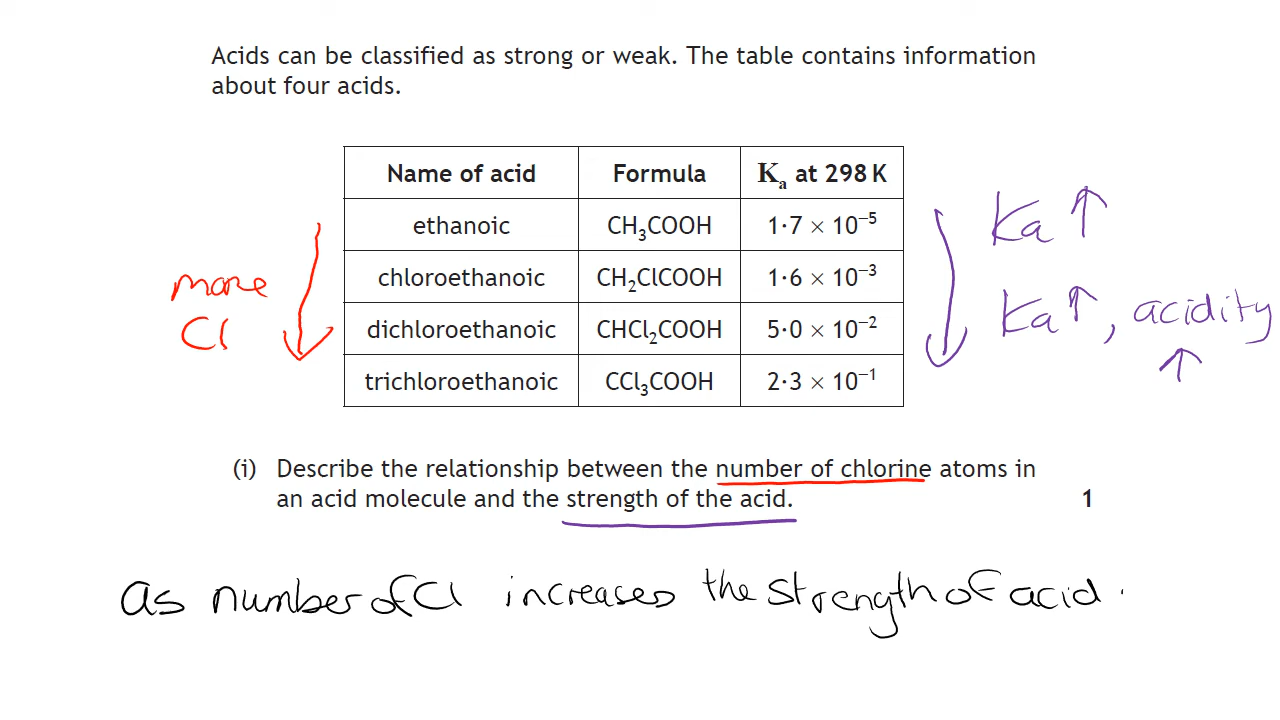 Acids can be classified as strong or weak. The table contains information
about four acids.
Name of acid Formula Kₐ at 298 K
ethanoic CH₃COOH 1·7 × 10⁻⁵
chloroethanoic CH₂ClCOOH 1·6 × 10⁻³
dichloroethanoic CHCl₂COOH 5·0 × 10⁻²
trichloroethanoic CCl₃COOH 2·3 × 10⁻¹
more
Cl
Ka ↑
Ka ↑, acidity
↑
(i) Describe the relationship between the number of chlorine atoms in
an acid molecule and the strength of the acid. 1
as number of Cl increases the strength of acid .